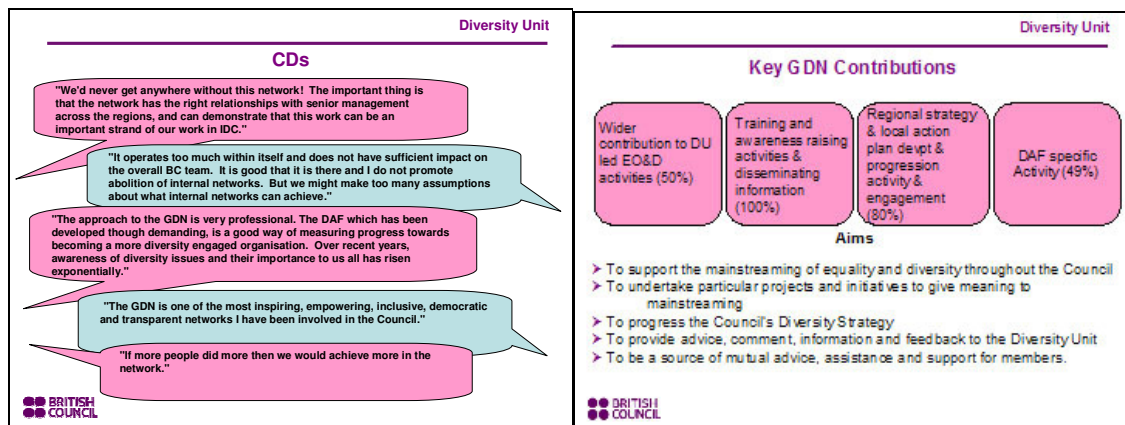 Diversity Unit
CDs
"We'd never get anywhere without this network! The important thing is
that the network has the right relationships with senior management
across the regions, and can demonstrate that this work can be an
important strand of our work in IDC."
"It operates too much within itself and does not have sufficient impact on
the overall BC team. It is good that it is there and I do not promote
abolition of internal networks. But we might make too many assumptions
about what internal networks can achieve."
"The approach to the GDN is very professional. The DAF which has been
developed though demanding, is a good way of measuring progress towards
becoming a more diversity engaged organisation. Over recent years,
awareness of diversity issues and their importance to us all has risen
exponentially."
"The GDN is one of the most inspiring, empowering, inclusive, democratic
and transparent networks I have been involved in the Council."
"If more people did more then we would achieve more in the
network."
BRITISH
COUNCIL
Diversity Unit
Key GDN Contributions
Wider
contribution to DU
led EO&D
activities (50%)
Training and
awareness raising
activities &
disseminating
information
(100%)
Regional strategy
& local action
plan devpt &
progression
activity &
engagement
(80%)
DAF specific
Activity (49%)
Aims
➤ To support the mainstreaming of equality and diversity throughout the Council
➤ To undertake particular projects and initiatives to give meaning to
mainstreaming
➤ To progress the Council's Diversity Strategy
➤ To provide advice, comment, information and feedback to the Diversity Unit
➤ To be a source of mutual advice, assistance and support for members.
BRITISH
COUNCIL